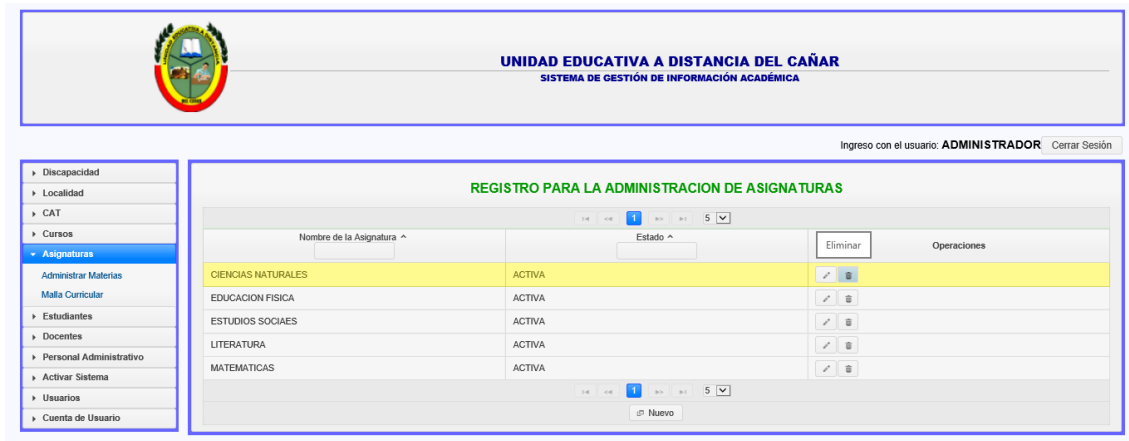 UNIDAD EDUCATIVA A DISTANCIA DEL CAÑAR
SISTEMA DE GESTIÓN DE INFORMACIÓN ACADÉMICA
Ingreso con el usuario: ADMINISTRADOR Cerrar Sesión
Discapacidad
Localidad
CAT
Cursos
Asignaturas
Administrar Materias
Malla Curricular
Estudiantes
Docentes
Personal Administrativo
Activar Sistema
Usuarios
Cuenta de Usuario
REGISTRO PARA LA ADMINISTRACION DE ASIGNATURAS
1 5
Nombre de la Asignatura Estado Eliminar Operaciones
CIENCIAS NATURALES ACTIVA
EDUCACION FISICA ACTIVA
ESTUDIOS SOCIAES ACTIVA
LITERATURA ACTIVA
MATEMATICAS ACTIVA
1 5
Nuevo